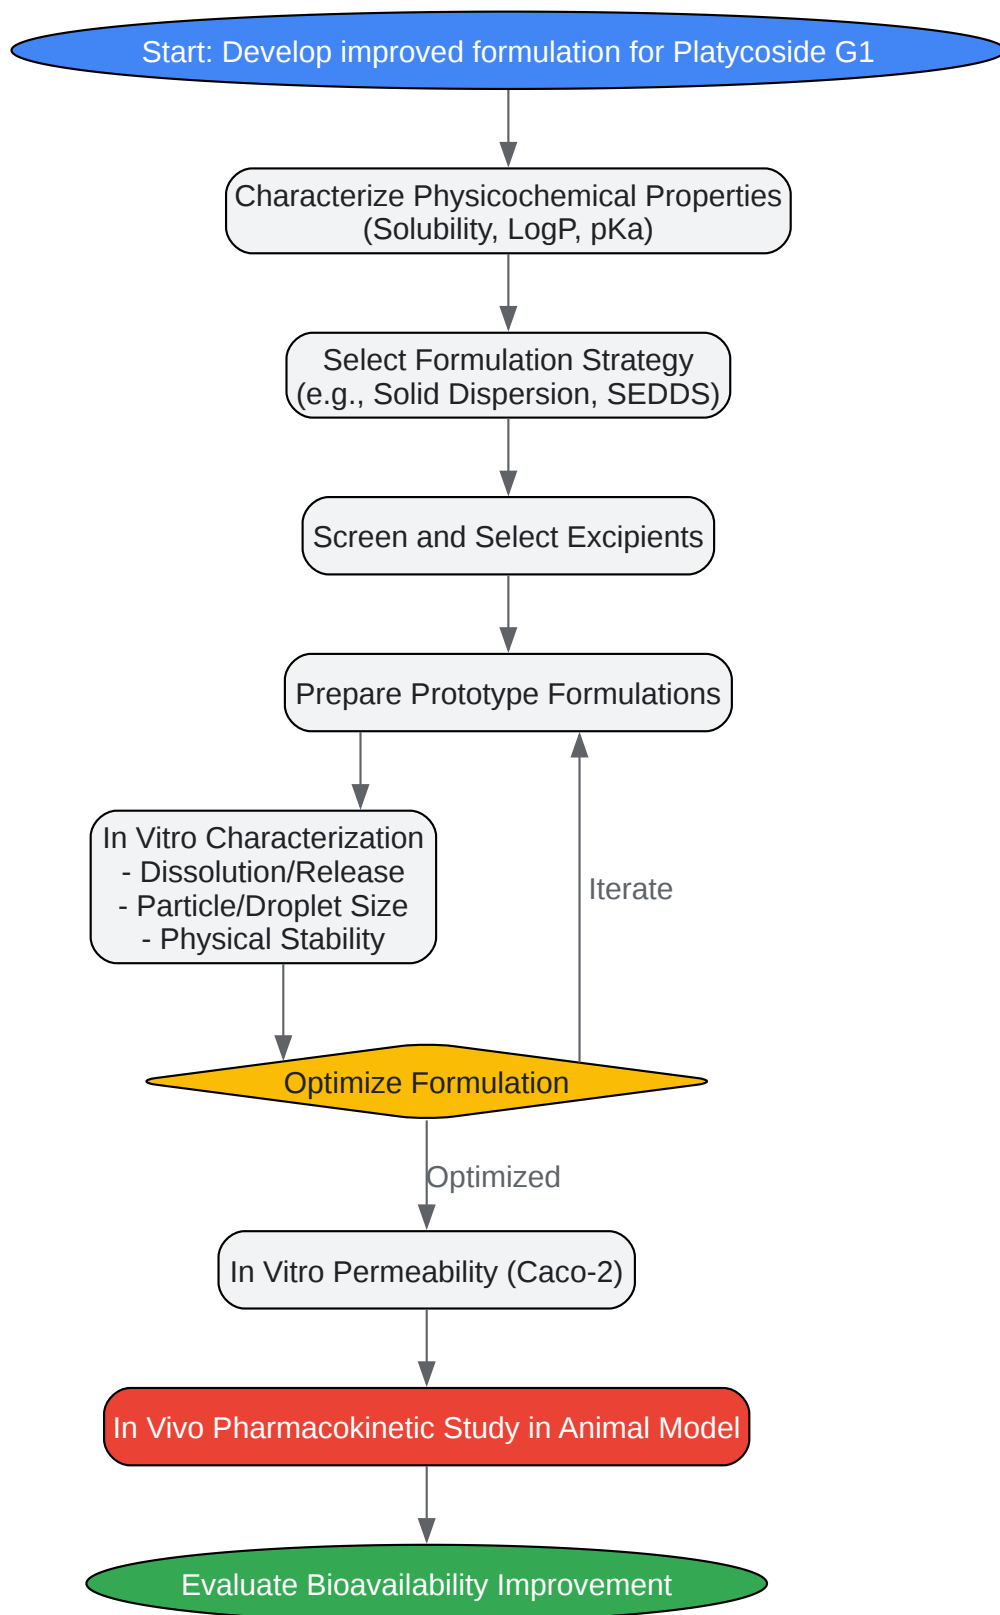 Start: Develop improved formulation for Platycoside G1
Characterize Physicochemical Properties
(Solubility, LogP, pKa)
Select Formulation Strategy
(e.g., Solid Dispersion, SEDDS)
Screen and Select Excipients
Prepare Prototype Formulations
In Vitro Characterization
- Dissolution/Release
- Particle/Droplet Size
- Physical Stability
Iterate
Optimize Formulation
Optimized
In Vitro Permeability (Caco-2)
In Vivo Pharmacokinetic Study in Animal Model
Evaluate Bioavailability Improvement